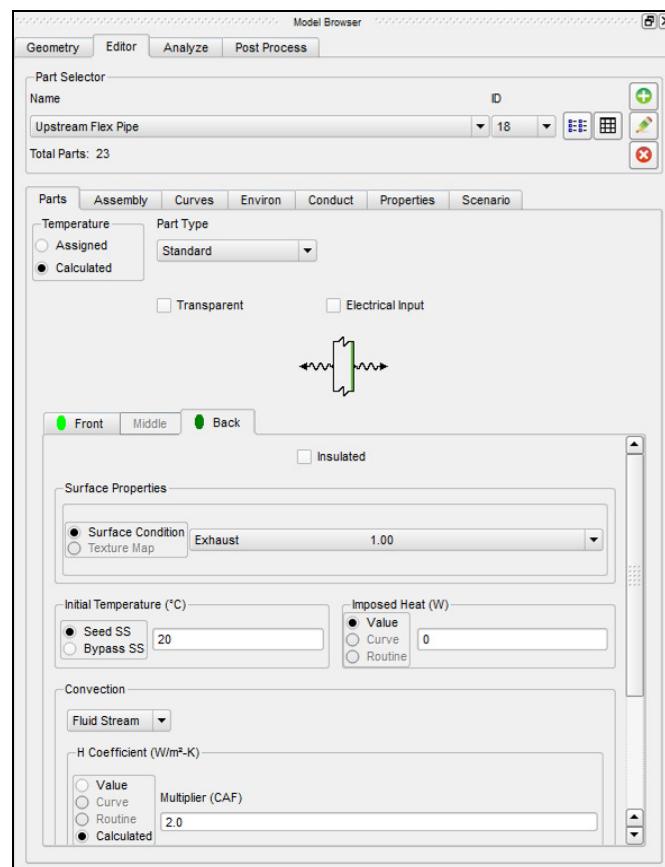 Model Browser
Geometry Editor Analyze Post Process
Part Selector
Name ID
Upstream Flex Pipe 18
Total Parts: 23
Parts Assembly Curves Environ Conduct Properties Scenario
Temperature Part Type
Assigned
Standard
Calculated
Transparent Electrical Input
Front Middle Back
Insulated
Surface Properties
Surface Condition Exhaust 1.00
Texture Map
Initial Temperature (°C) Imposed Heat (W)
Seed SS 20 Value
Bypass SS Curve 0
Routine
Convection
Fluid Stream
H Coefficient (W/m²-K)
Value
Curve Multiplier (CAF)
Routine 2.0
Calculated